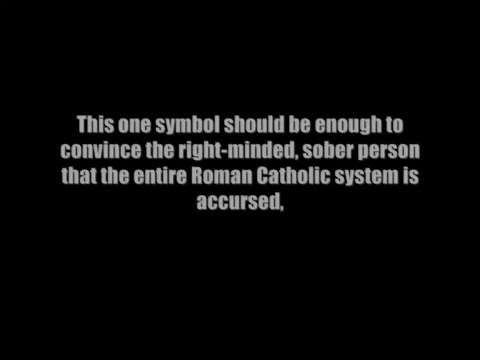 This one symbol should be enough to
convince the right-minded, sober person
that the entire Roman Catholic system is
accursed,